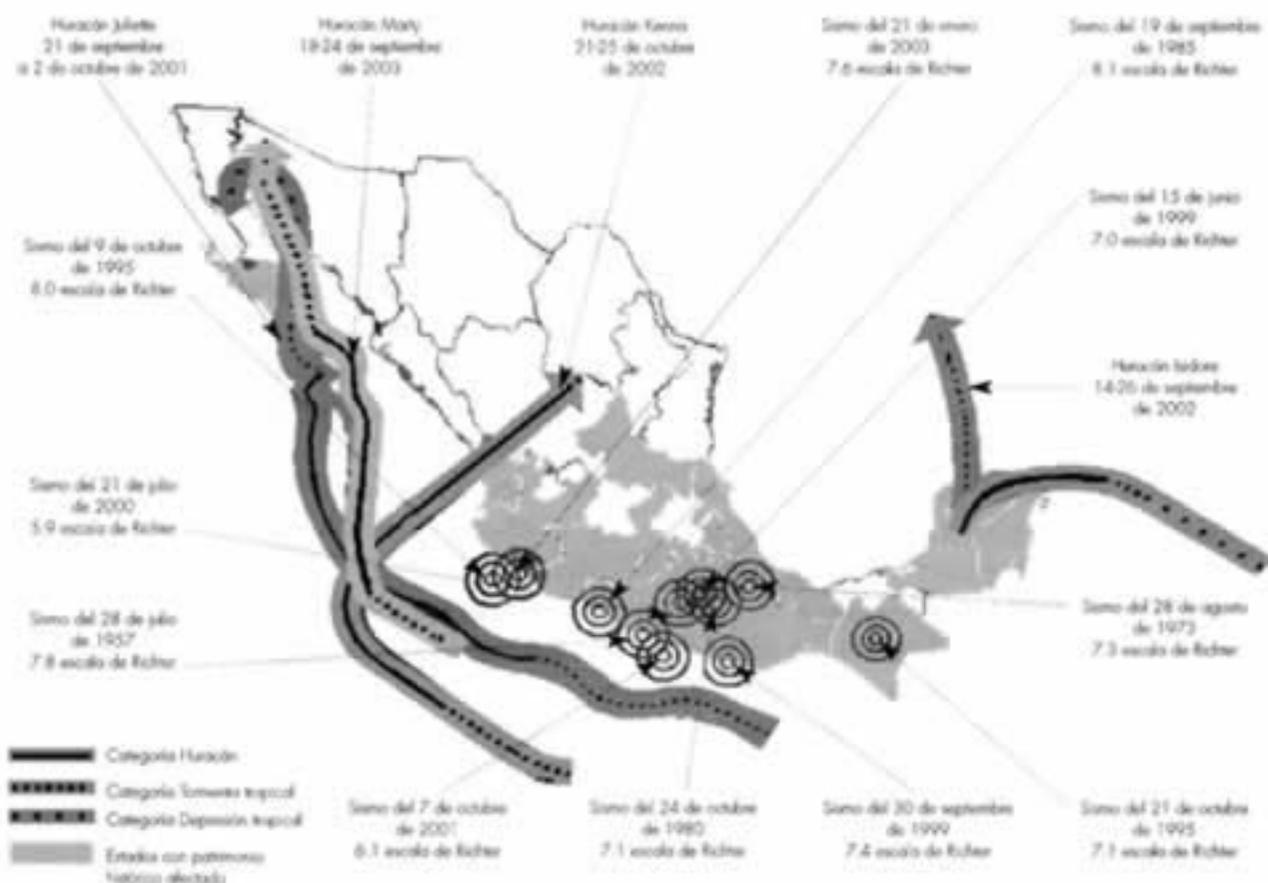 Huracán Juliette
21 de septiembre
a 2 de octubre de 2001
Huracán Marty
18-24 de septiembre
de 2003
Huracán Kenna
21-25 de octubre
de 2002
Sismo del 21 de enero
de 2003
7.6 escala de Richter
Sismo del 19 de septiembre
de 1985
8.1 escala de Richter
Sismo del 15 de junio
de 1999
7.0 escala de Richter
Sismo del 9 de octubre
de 1995
8.0 escala de Richter
Huracán Isidore
14-26 de septiembre
de 2002
Sismo del 21 de julio
de 2000
5.9 escala de Richter
Sismo del 28 de julio
de 1957
7.8 escala de Richter
Sismo del 28 de agosto
de 1973
7.3 escala de Richter
Categoría Huracán
Categoría Tormenta tropical
Categoría Depresión tropical
Estados con patrimonio
histórico afectado
Sismo del 7 de octubre
de 2001
6.1 escala de Richter
Sismo del 24 de octubre
de 1980
7.1 escala de Richter
Sismo del 30 de septiembre
de 1999
7.4 escala de Richter
Sismo del 21 de octubre
de 1995
7.1 escala de Richter